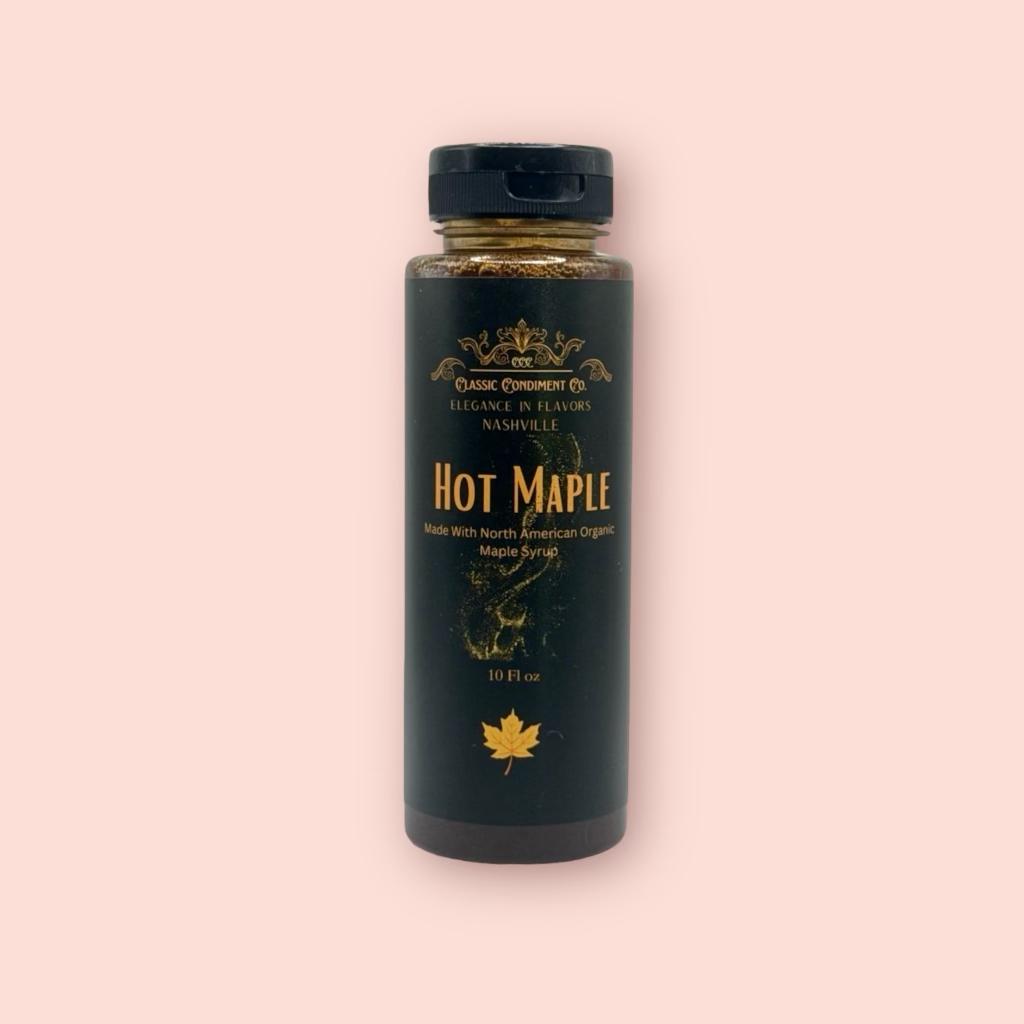 CCC
Classic Condiment Co.
Elegance in Flavors
Nashville
Hot Maple
Made With North American Organic
Maple Syrup
10 Fl oz